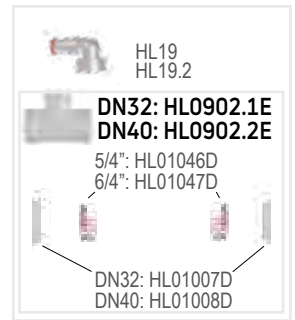 HL19
HL19.2
DN32: HL0902.1E
DN40: HL0902.2E
5/4”: HL01046D
6/4”: HL01047D
DN32: HL01007D
DN40: HL01008D